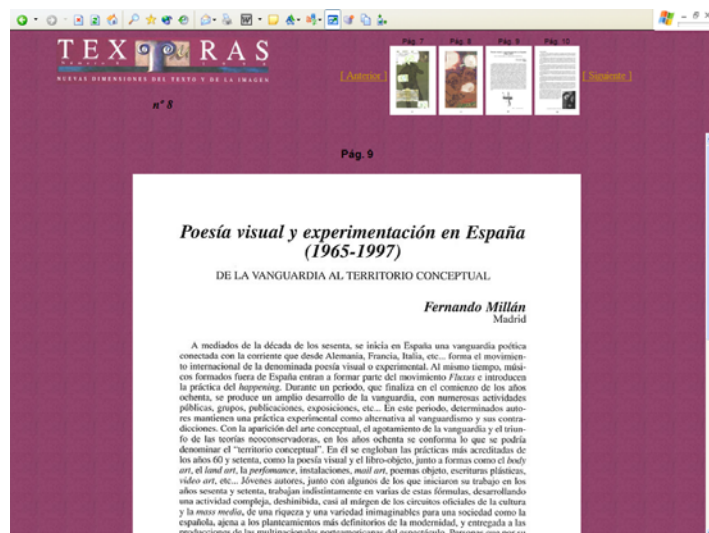 TEXTURAS
NUEVAS DIMENSIONES DEL TEXTO Y DE LA IMAGEN
nº 8
[ Anterior ]
Pág. 7
Pág. 8
Pág. 9
Pág. 10
[ Siguiente ]
Pág. 9
Poesía visual y experimentación en España
(1965-1997)
DE LA VANGUARDIA AL TERRITORIO CONCEPTUAL
Fernando Millán
Madrid
A mediados de la década de los sesenta, se inicia en España una vanguardia poética
conectada con la corriente que desde Alemania, Francia, Italia, etc... forma el movimien-
to internacional de la denominada poesía visual o experimental. Al mismo tiempo, músi-
cos formados fuera de España entran a formar parte del movimiento Fluxus e introducen
la práctica del happening. Durante un periodo, que finaliza en el comienzo de los años
ochenta, se produce un amplio desarrollo de la vanguardia, con numerosas actividades
públicas, grupos, publicaciones, exposiciones, etc... En este periodo, determinados auto-
res mantienen una práctica experimental como alternativa al vanguardismo y sus contra-
dicciones. Con la aparición del arte conceptual, el agotamiento de la vanguardia y el triun-
fo de las teorías neoconservadoras, en los años ochenta se conforma lo que se podría
denominar el "territorio conceptual". En él se engloban las prácticas más acreditadas de
los años 60 y setenta, como la poesía visual y el libro-objeto, junto a formas como el body
art, el land art, la perfomance, instalaciones, mail art, poemas objeto, escrituras plásticas,
video art, etc... Jóvenes autores, junto con algunos de los que iniciaron su trabajo en los
años sesenta y setenta, trabajan indistintamente en varias de estas fórmulas, desarrollando
una actividad compleja, deshinibida, casi al márgen de los circuitos oficiales de la cultura
y la mass media, de una riqueza y una variedad inimaginables para una sociedad como la
española, ajena a los planteamientos más definitorios de la modernidad, y entregada a las
producciones de las multinacionales norteamericanas del espectáculo. Personas que por su